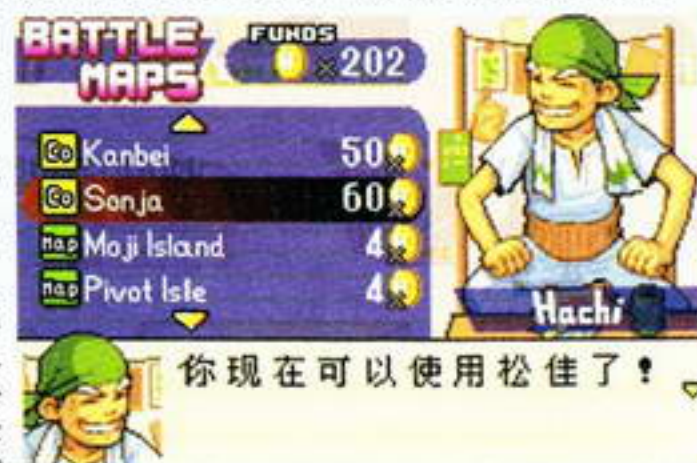 BATTLE MAPS
FUNDS
×202
Co Kanbei 50×
Co Sonja 60×
Map Moji Island 4×
Map Pivot Isle 4×
Hachi
你现在可以使用松佳了！